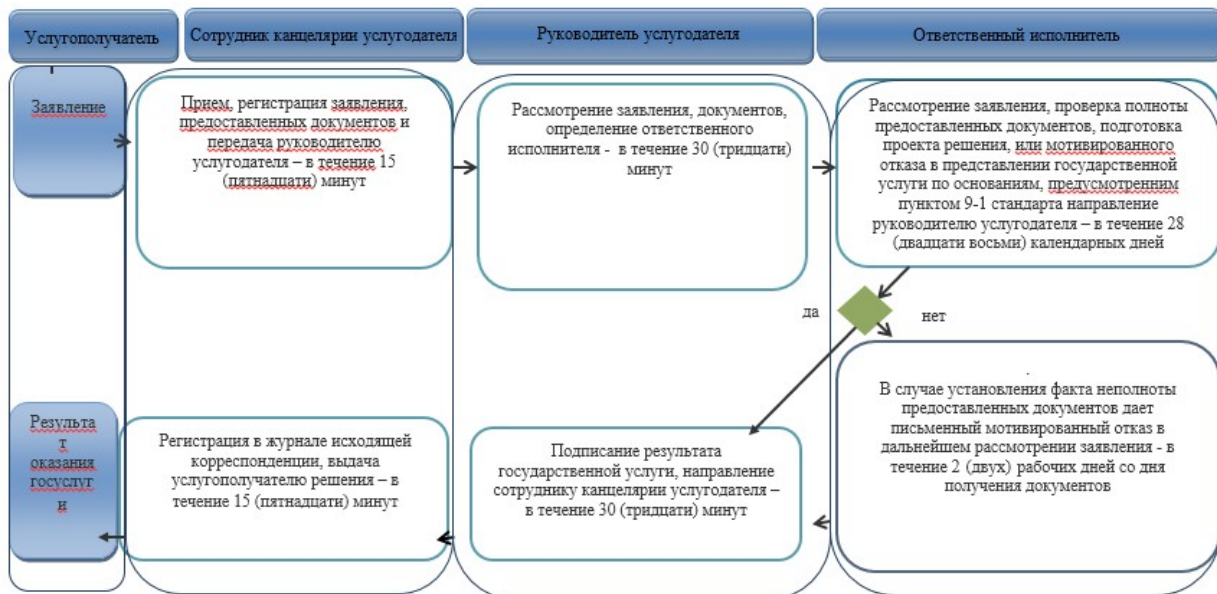 Услугополучатель
Сотрудник канцелярии услугодателя
Руководитель услугодателя
Ответственный исполнитель
Заявление
Прием, регистрация заявления,
предоставленных документов и
передача руководителю
услугодателя – в течение 15
(пятнадцати) минут
Рассмотрение заявления, документов,
определение ответственного
исполнителя - в течение 30 (тридцати)
минут
Рассмотрение заявления, проверка полноты
предоставленных документов, подготовка
проекта решения, или мотивированного
отказа в представлении государственной
услуги по основаниям, предусмотренним
пунктом 9-1 стандарта направление
руководителю услугодателя – в течение 28
(двадцати восьми) календарных дней
да
нет
Результа
т
оказания
госуслуг
и
Регистрация в журнале исходящей
корреспонденции, выдача
услугополучателю решения – в
течение 15 (пятнадцати) минут
Подписание результата
государственной услуги, направление
сотруднику канцелярии услугодателя –
в течение 30 (тридцати) минут
.
В случае установления факта неполноты
предоставленных документов дает
письменный мотивированный отказ в
дальнейшем рассмотрении заявления - в
течение 2 (двух) рабочих дней со дня
получения документов